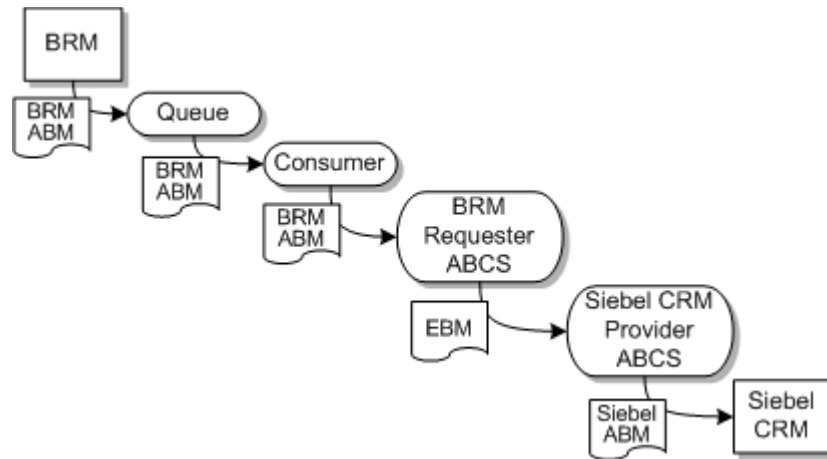 BRM
BRM
ABM
Queue
BRM
ABM
Consumer
BRM
ABM
BRM
Requester
ABCS
EBM
Siebel CRM
Provider
ABCS
Siebel
ABM
Siebel
CRM